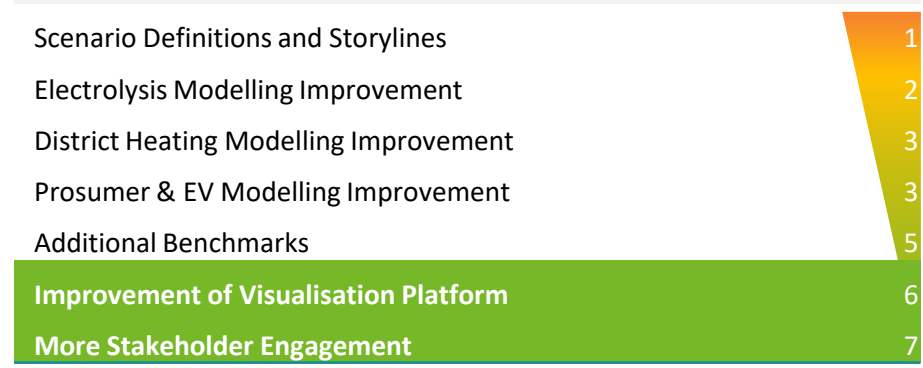 Scenario Definitions and Storylines 1
Electrolysis Modelling Improvement 2
District Heating Modelling Improvement 3
Prosumer & EV Modelling Improvement 3
Additional Benchmarks 5
Improvement of Visualisation Platform 6
More Stakeholder Engagement 7